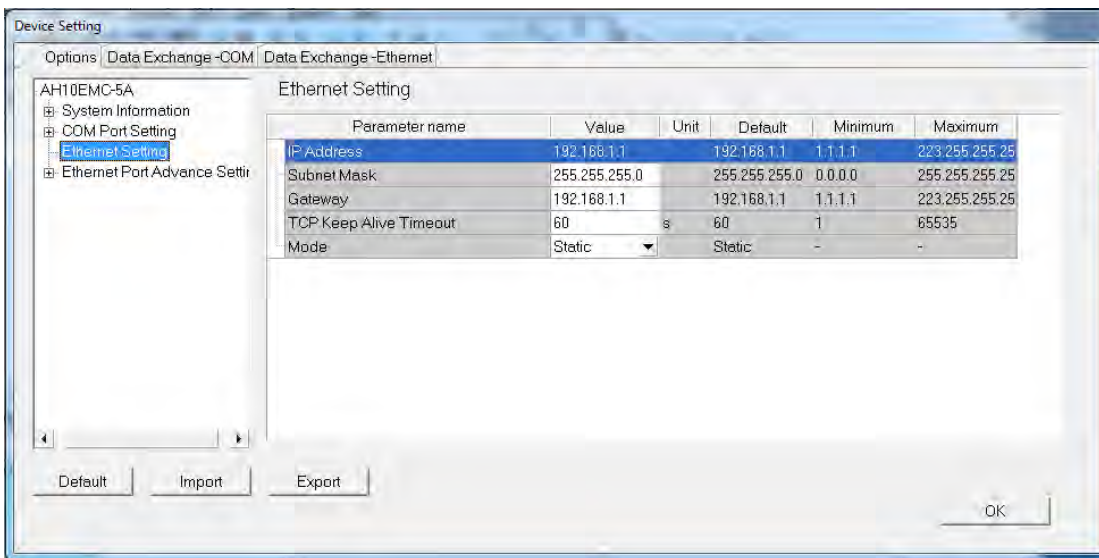 Device Setting
Options Data Exchange -COM Data Exchange -Ethernet
AH10EMC-5A
System Information
COM Port Setting
Ethernet Setting
Ethernet Port Advance Settir
Ethernet Setting
Parameter name Value Unit Default Minimum Maximum
IP Address 192.168.1.1 192.168.1.1 1.1.1.1 223.255.255.25
Subnet Mask 255.255.255.0 255.255.255.0 0.0.0.0 255.255.255.25
Gateway 192.168.1.1 192.168.1.1 1.1.1.1 223.255.255.25
TCP Keep Alive Timeout 60 s 60 1 65535
Mode Static Static - -
Default Import Export
OK